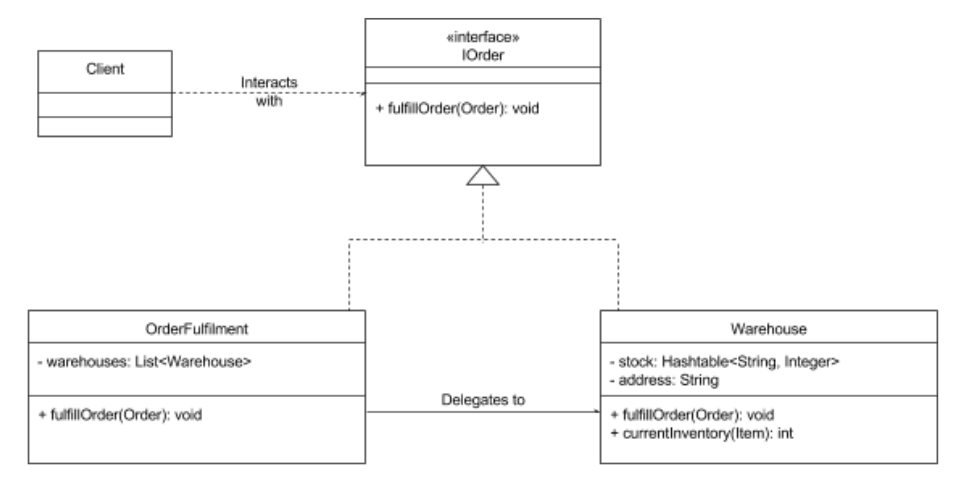 «interface»
IOrder
Client
Interacts
with
+ fulfillOrder(Order): void
OrderFulfilment
- warehouses: List<Warehouse>
+ fulfillOrder(Order): void
Delegates to
Warehouse
- stock: Hashtable<String, Integer>
- address: String
+ fulfillOrder(Order): void
+ currentInventory(Item): int